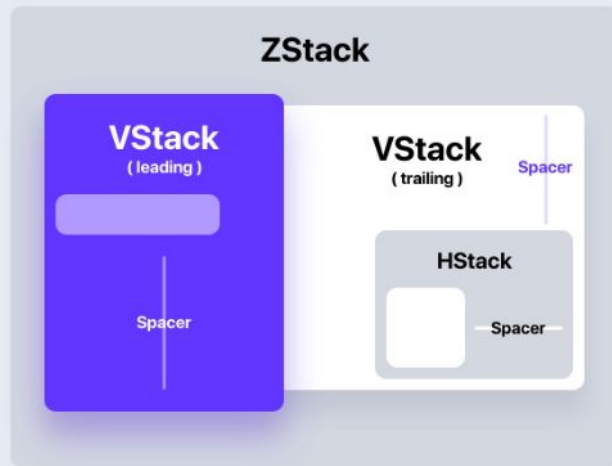 ZStack
VStack
( leading )
Spacer
VStack
( trailing )
Spacer
HStack
Spacer